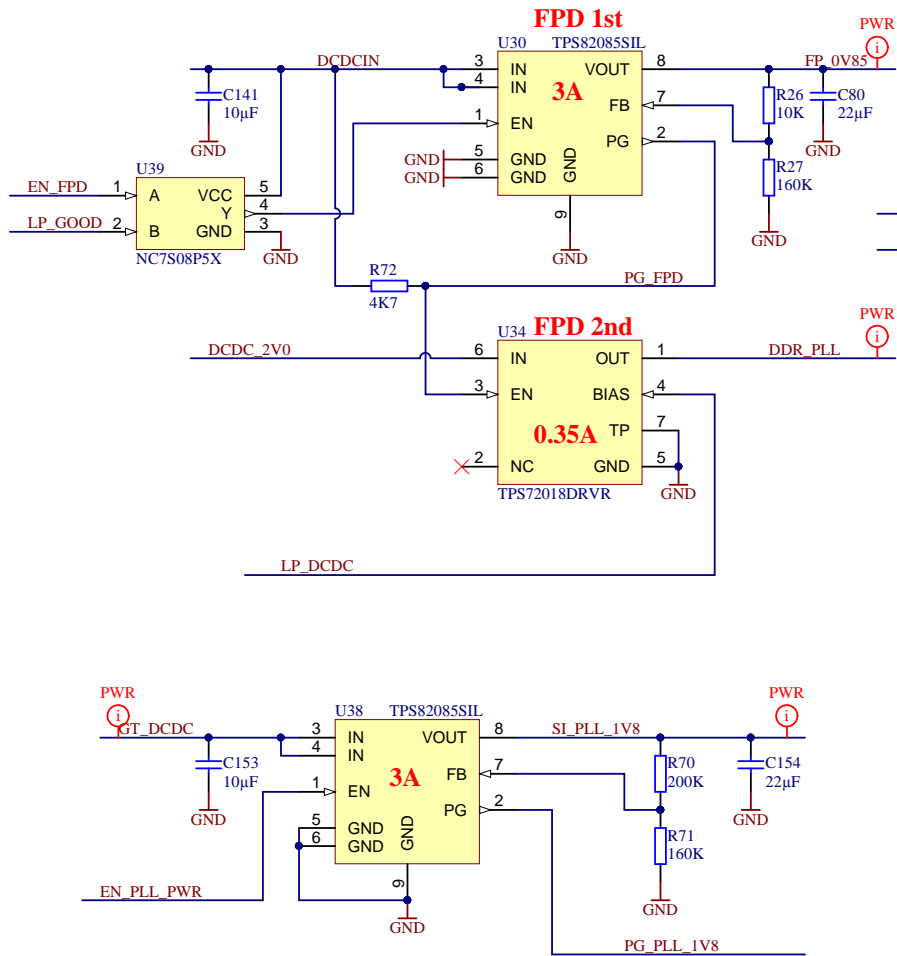 FPD 1st
PWR
U30 TPS82085SIL
DCDCIN
3 IN
4 IN
VOUT 8
FP_0V85
3A
C141
10µF
FB 7
R26
10K
C80
22µF
1 EN
PG 2
GND
GND 5 GND
GND 6 GND
GND
9
R27
160K
GND
GND
U39
EN_FPD 1 A
VCC 5
Y 4
LP_GOOD 2 B
GND 3
NC7S08P5X
GND
R72
4K7
PG_FPD
FPD 2nd
PWR
U34
DCDC_2V0
6 IN
OUT 1
DDR_PLL
3 EN
BIAS 4
0.35A
TP 7
2 NC
GND 5
TPS72018DRVR
GND
LP_DCDC
PWR
PWR
U38 TPS82085SIL
GT_DCDC
3 IN
4 IN
VOUT 8
SI_PLL_1V8
3A
C153
10µF
FB 7
R70
200K
C154
22µF
1 EN
PG 2
GND
5 GND
6 GND
GND
9
R71
160K
GND
EN_PLL_PWR
GND
GND
PG_PLL_1V8